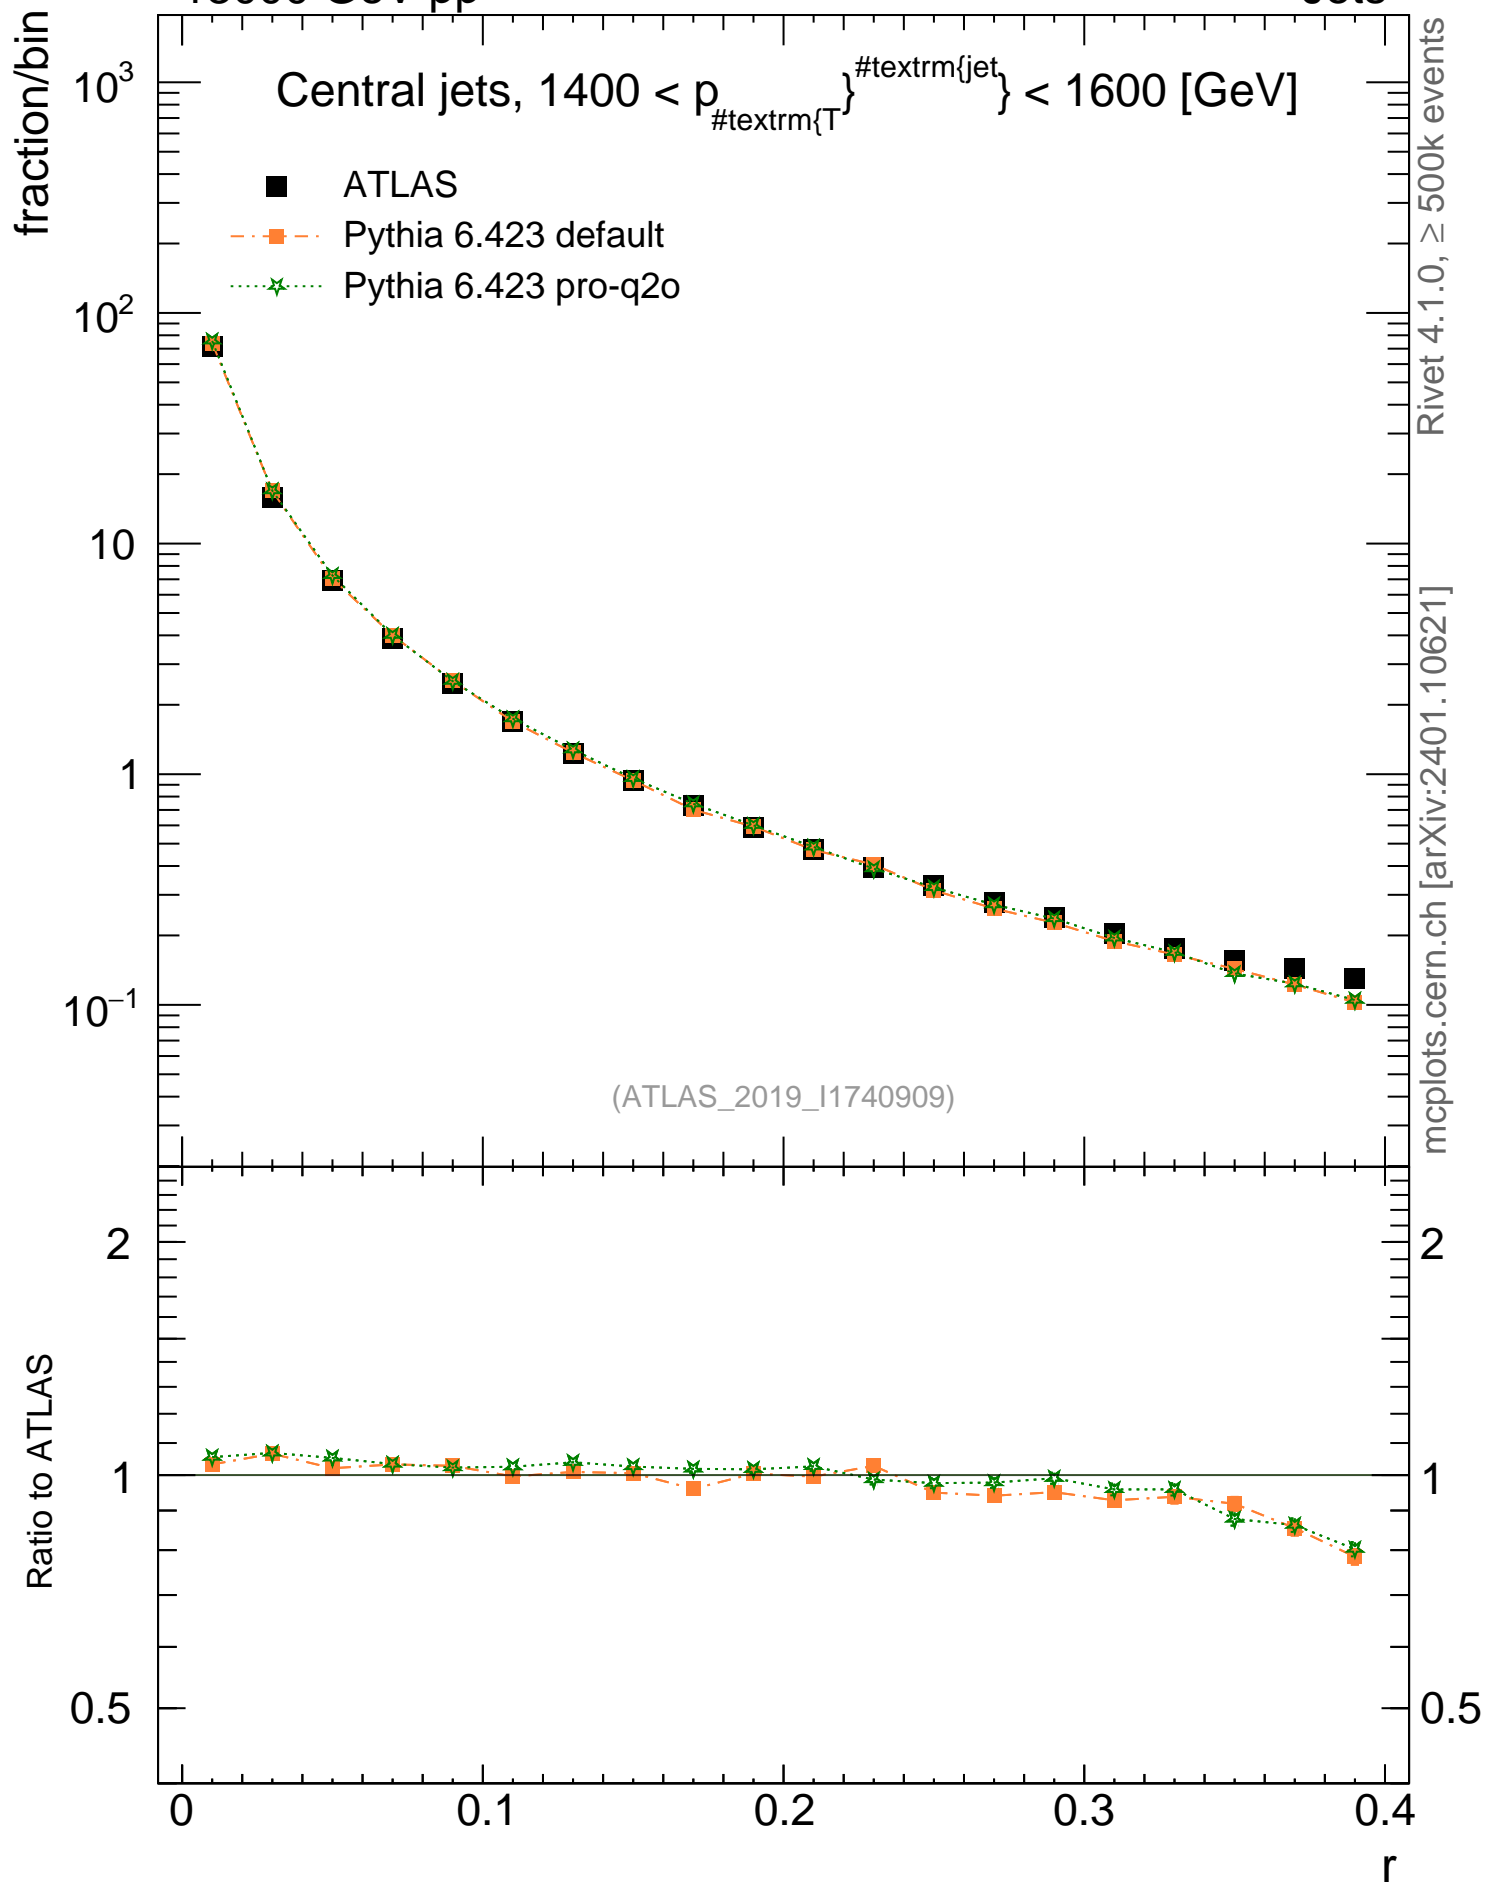 fraction/bin
10³
10²
10
1
10⁻¹
Central jets, 1400 < p_#textrm{T}^#textrm{jet} < 1600 [GeV]
ATLAS
Pythia 6.423 default
Pythia 6.423 pro-q2o
(ATLAS_2019_I1740909)
Rivet 4.1.0, ≥ 500k events
mcplots.cern.ch [arXiv:2401.10621]
Ratio to ATLAS
2
1
0.5
2
1
0.5
0 0.1 0.2 0.3 0.4
r